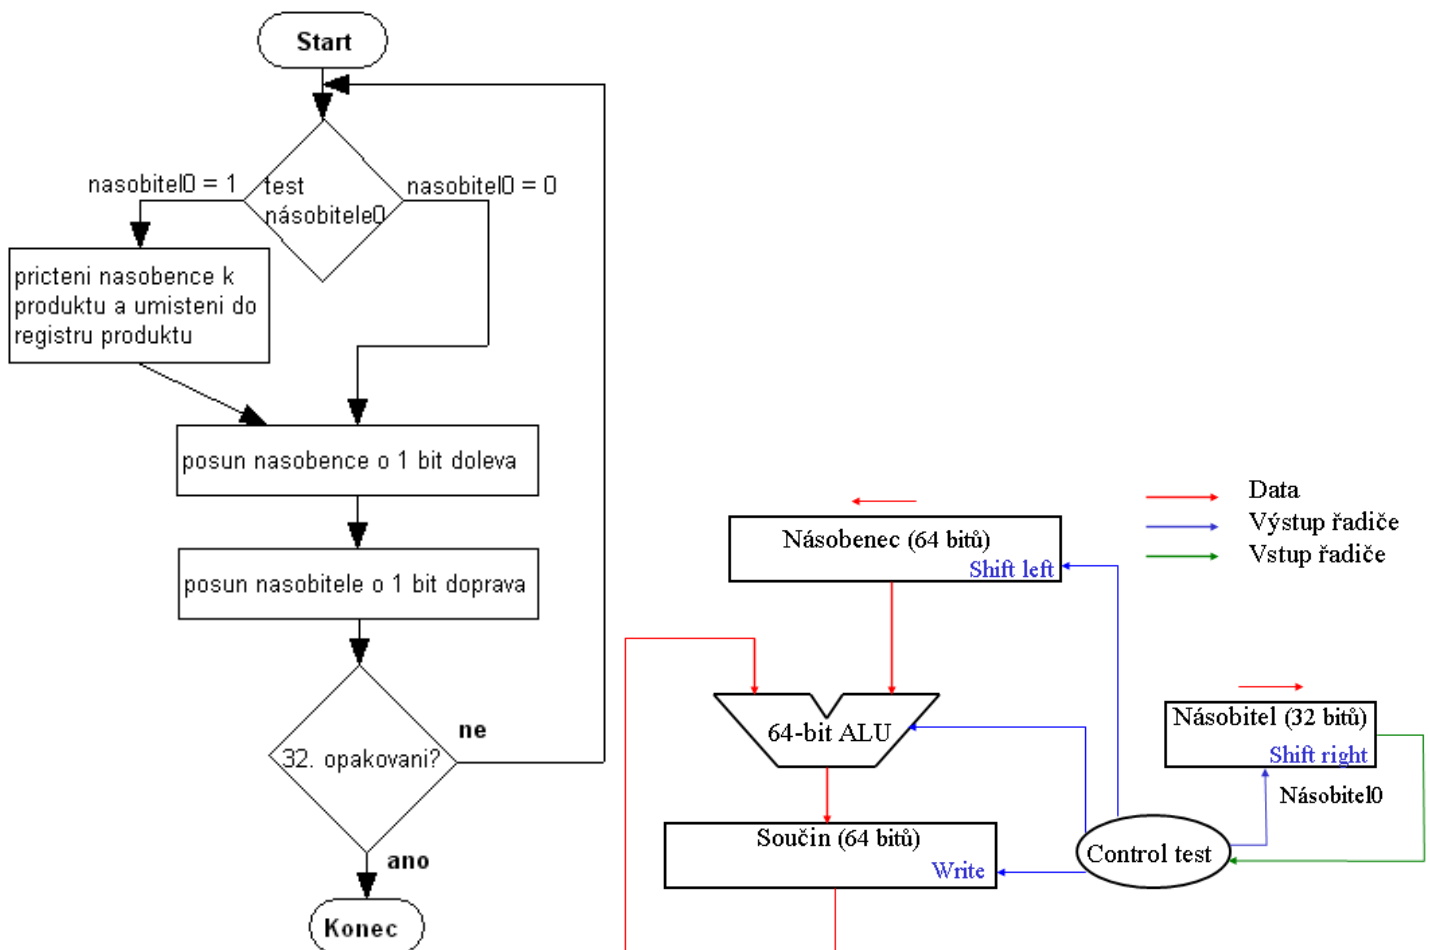 Start
nasobitel0 = 1
test
násobitele0
nasobitel0 = 0
pricteni nasobence k
produktu a umisteni do
registru produktu
posun nasobence o 1 bit doleva
posun nasobitele o 1 bit doprava
32. opakovani?
ne
ano
Konec
Data
Výstup řadiče
Vstup řadiče
Násobenec (64 bitů)
Shift left
64-bit ALU
Násobitel (32 bitů)
Shift right
Násobitel0
Součin (64 bitů)
Write
Control test